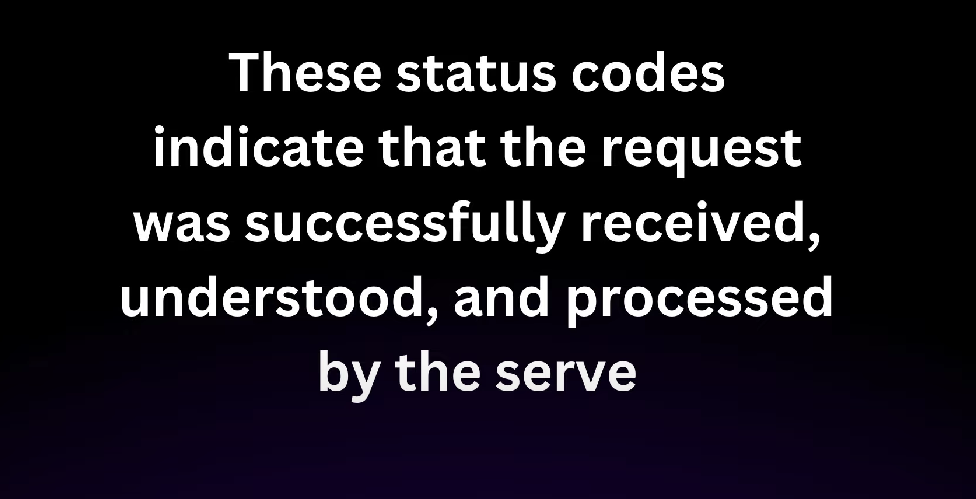 These status codes
indicate that the request
was successfully received,
understood, and processed
by the serve